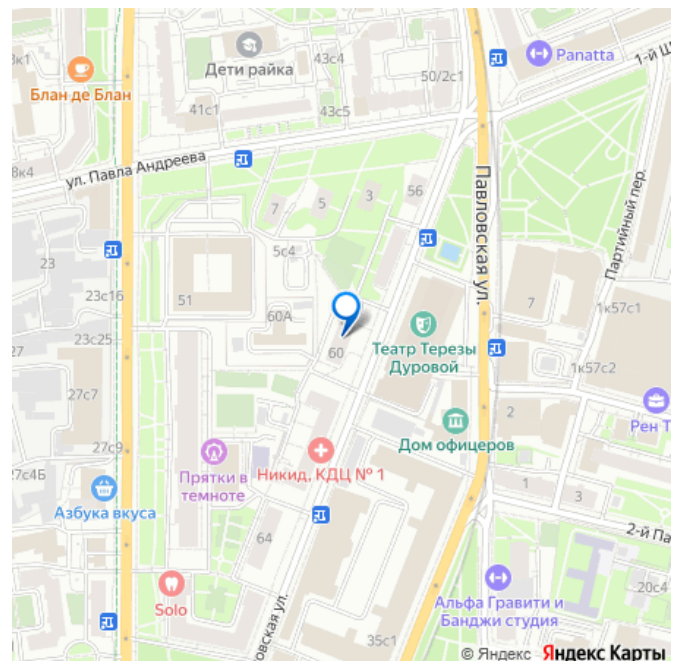 3к1
Блан де Блан
Дети райка
41с1
43с5
43с4
50/2с1
Panatta
1-й Щ
8к4
ул. Павла Андреева
7
5
3
56
Павловская ул.
Партийный пер.
5с4
23
23с16
51
60А
60
23с25
Театр Терезы
Дуровой
7
1к57с1
1к57с2
27с7
2
Рен Т
Дом офицеров
27с9
27с4Б
Прятки в
темноте
Никид, КДЦ № 1
Азбука вкуса
1
3
2-й Па
64
Solo
Альфа Гравити и
Банджи студия
20с4
овская ул.
35с1
© Яндекс Яндекс Карты